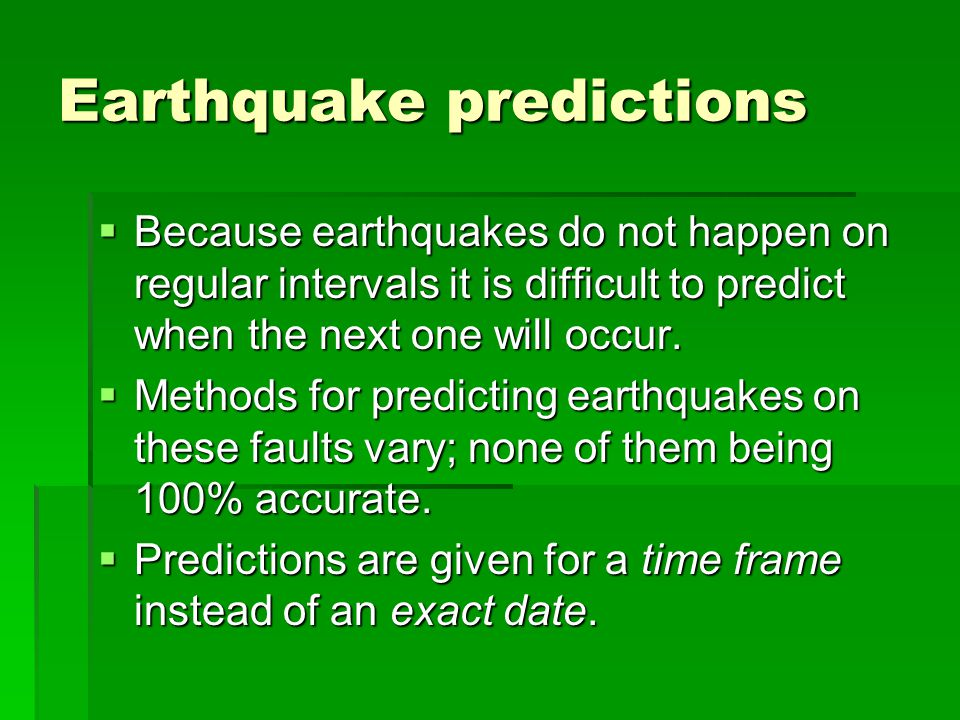 Earthquake predictions
▪ Because earthquakes do not happen on
regular intervals it is difficult to predict
when the next one will occur.
▪ Methods for predicting earthquakes on
these faults vary; none of them being
100% accurate.
▪ Predictions are given for a time frame
instead of an exact date.